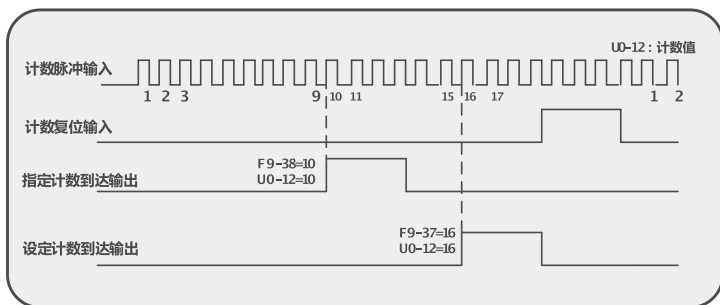 U0-12：计数值
计数脉冲输入
1 2 3 9 10 11 15 16 17 1 2
计数复位输入
F9-38=10
U0-12=10
指定计数到达输出
F9-37=16
U0-12=16
设定计数到达输出